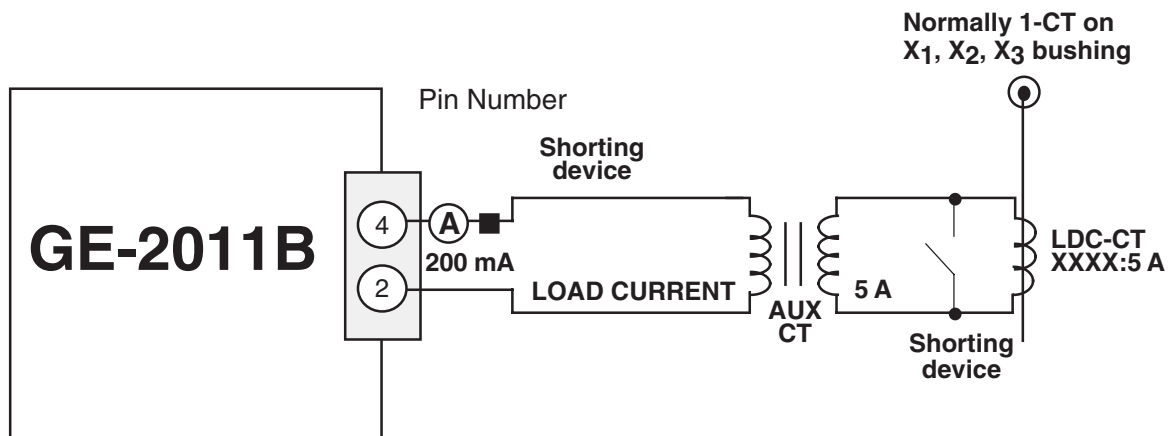 Normally 1-CT on
X1, X2, X3 bushing
Pin Number
Shorting
device
GE-2011B
4
A
200 mA
2
LOAD CURRENT
AUX
CT
5 A
LDC-CT
XXXX:5 A
Shorting
device